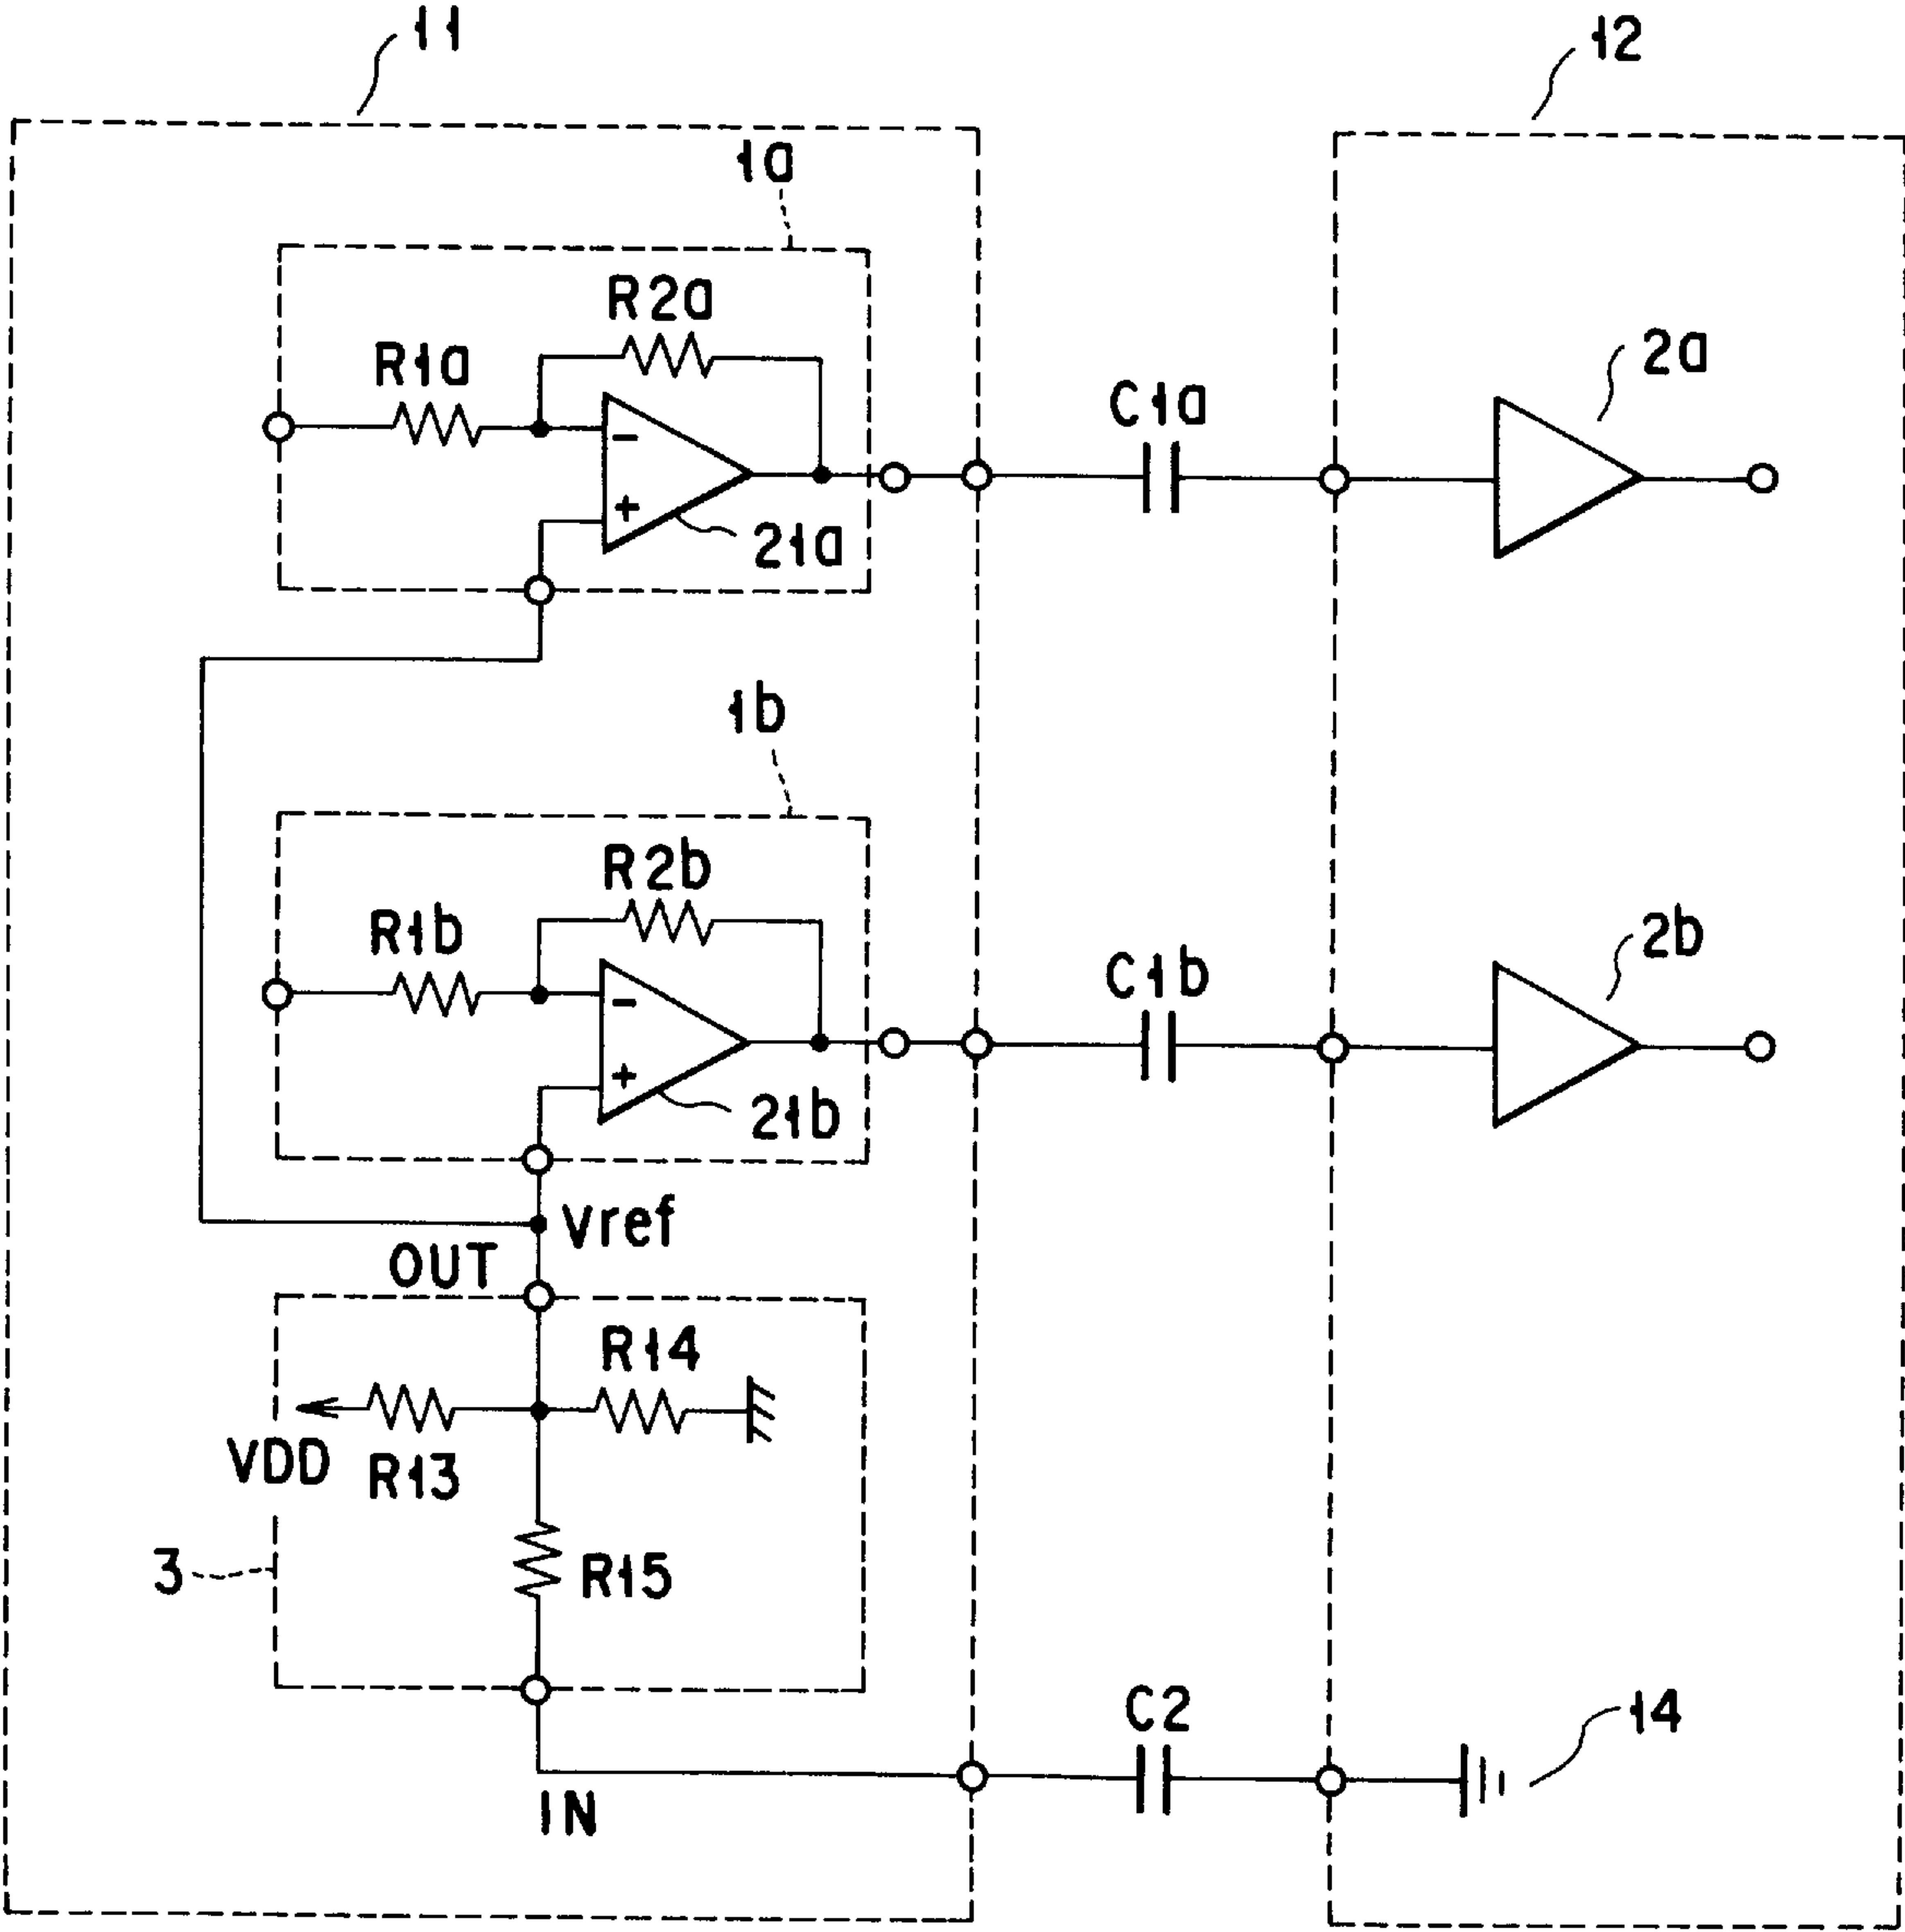 11
12
1a
R2a
R1a
2a
C1a
-
+
21a
1b
R2b
R1b
2b
C1b
-
+
21b
Vref
OUT
R14
VDD
R13
3
R15
C2
14
IN